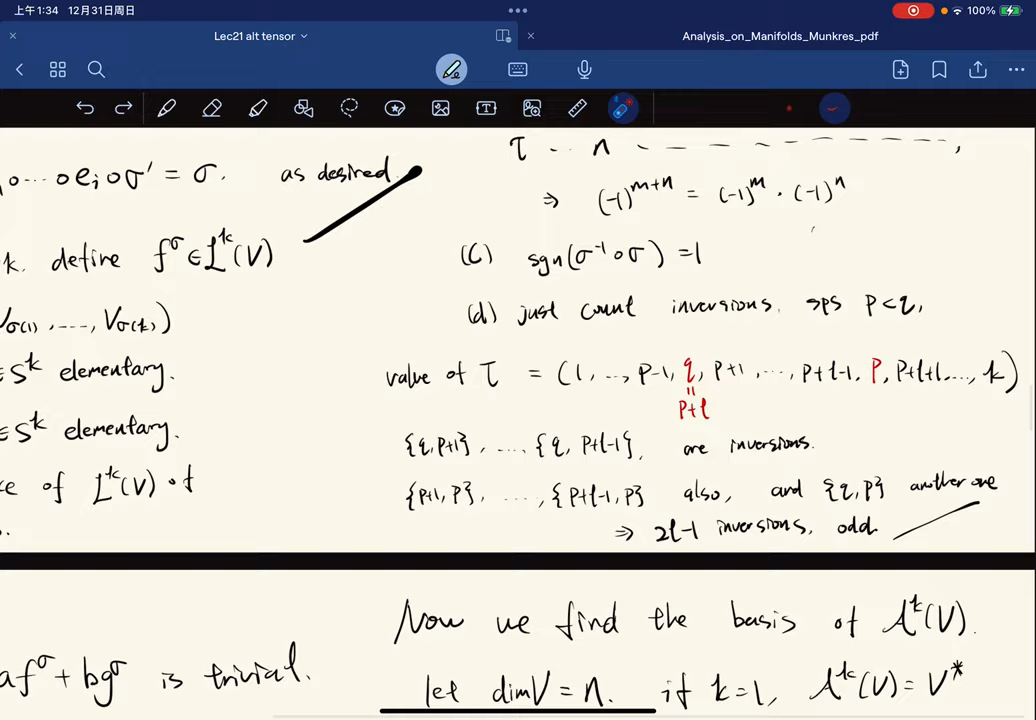 上午1:34 12月31日周日
100%
Lec21 alt tensor
Analysis_on_Manifolds_Munkres_pdf
τ ... n
⇒ (-1)^{m+n} = (-1)^m · (-1)^n
∘ ... ∘ e_i ∘ σ' = σ. as desired.
k. define f^σ ∈ L^k(V)
V_{σ(1)}, ..., V_{σ(k)})
∈ S^k elementary.
∈ S^k elementary.
ce of L^k(V) of
(C) sgn(σ^{-1} ∘ σ) = 1
(d) just count inversions. sps P < q,
value of τ = (1, .., P-1, q, P+1, ..., P+l-1, P, P+l+1, ..., k)
q = P+l
{q, P+1}, .... {q, P+l-1}, are inversions.
{P+1, P}, ...., {P+l-1, P} also, and {q, P} another one
⇒ 2l-1 inversions, odd.
af^σ + bg^σ is trivial.
Now we find the basis of A^k(V).
let dimV = n. if k=1, A^k(V) = V*